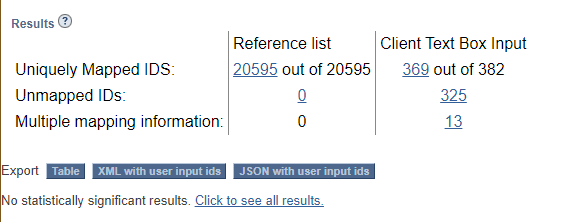 Results ?
Reference list Client Text Box Input
Uniquely Mapped IDS: 20595 out of 20595 369 out of 382
Unmapped IDs: 0 325
Multiple mapping information: 0 13
Export Table XML with user input ids JSON with user input ids
No statistically significant results. Click to see all results.